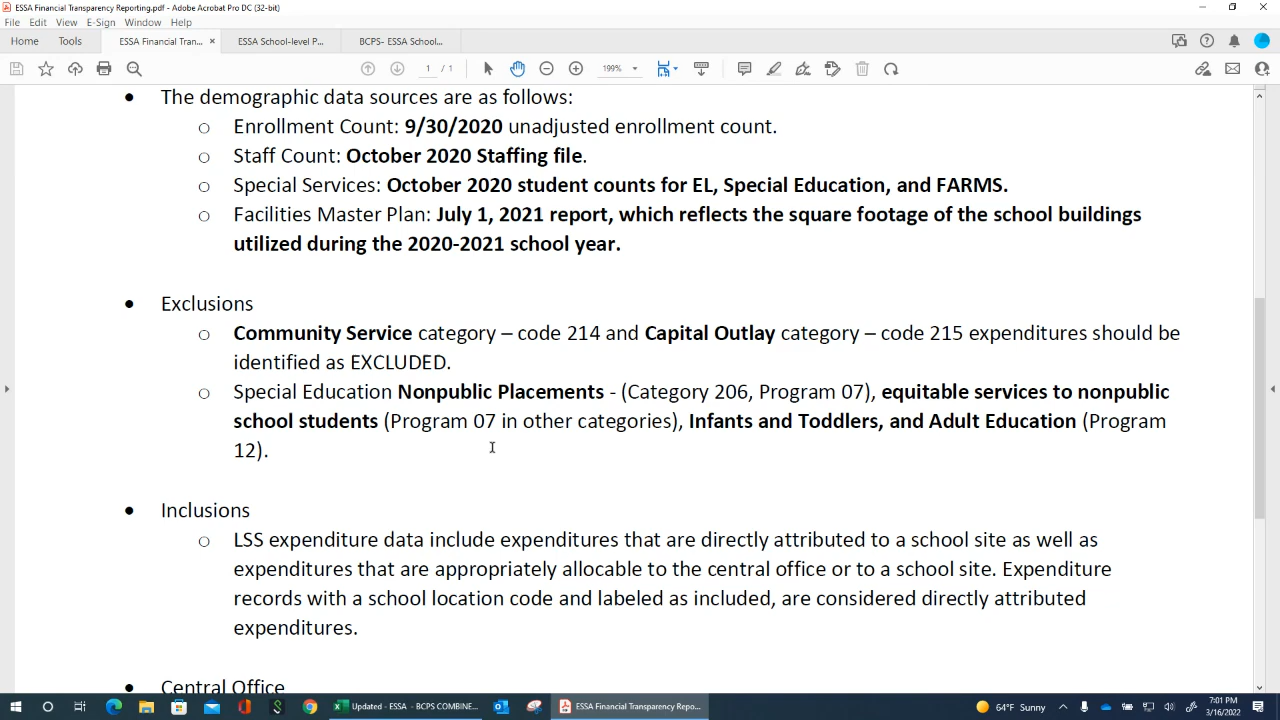 ESSA Financial Transparency Reporting.pdf - Adobe Acrobat Pro DC (32-bit)
File Edit View E-Sign Window Help
Home Tools ESSA Financial Tran... × ESSA School-level P... BCPS- ESSA School...
1 / 1 199%
• The demographic data sources are as follows:
○ Enrollment Count: 9/30/2020 unadjusted enrollment count.
○ Staff Count: October 2020 Staffing file.
○ Special Services: October 2020 student counts for EL, Special Education, and FARMS.
○ Facilities Master Plan: July 1, 2021 report, which reflects the square footage of the school buildings
utilized during the 2020-2021 school year.
• Exclusions
○ Community Service category – code 214 and Capital Outlay category – code 215 expenditures should be
identified as EXCLUDED.
○ Special Education Nonpublic Placements - (Category 206, Program 07), equitable services to nonpublic
school students (Program 07 in other categories), Infants and Toddlers, and Adult Education (Program
12).
• Inclusions
○ LSS expenditure data include expenditures that are directly attributed to a school site as well as
expenditures that are appropriately allocable to the central office or to a school site. Expenditure
records with a school location code and labeled as included, are considered directly attributed
expenditures.
• Central Office
Updated - ESSA - BCPS COMBINE... ESSA Financial Transparency Repo... 64°F Sunny 7:01 PM
3/16/2022